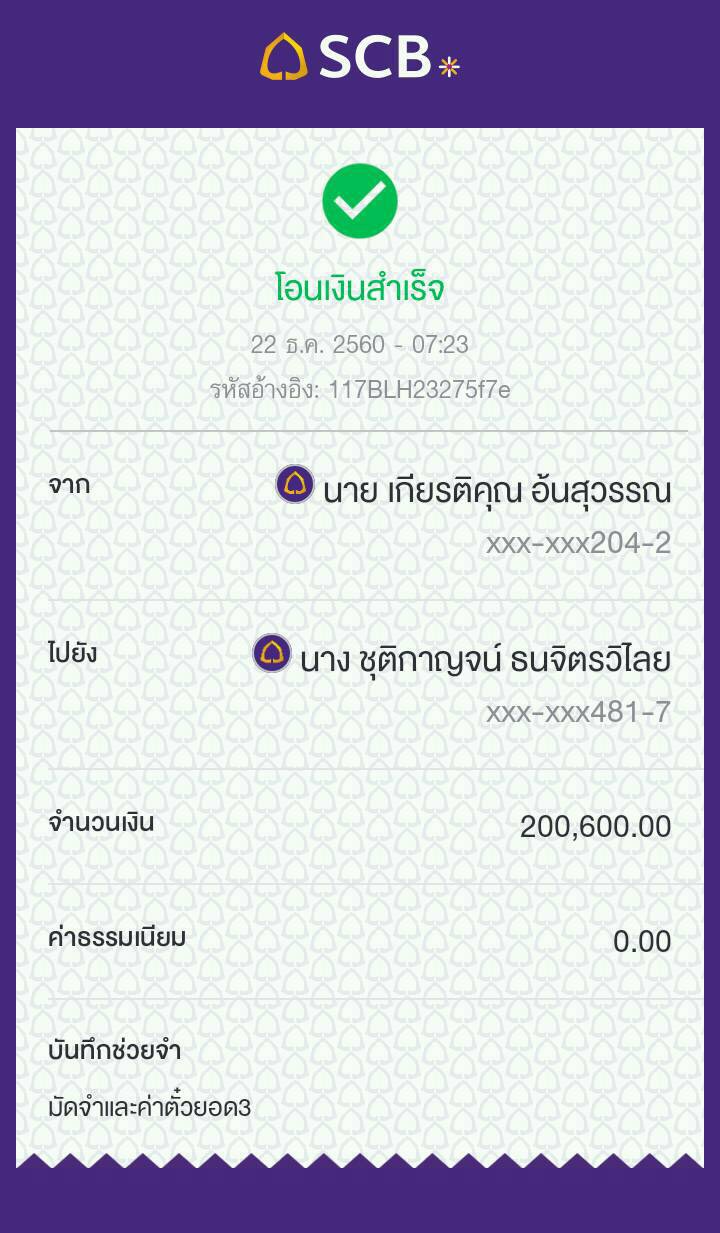 SCB
โอนเงินสำเร็จ
22 ธ.ค. 2560 - 07:23
รหัสอ้างอิง: 117BLH23275f7e
จาก
นาย เกียรติคุณ อ้นสุวรรณ
xxx-xxx204-2
ไปยัง
นาง ชุติกาญจน์ ธนจิตรวิไลย
xxx-xxx481-7
จำนวนเงิน 200,600.00
ค่าธรรมเนียม 0.00
บันทึกช่วยจำ
มัดจำและค่าตั๋วยอด3